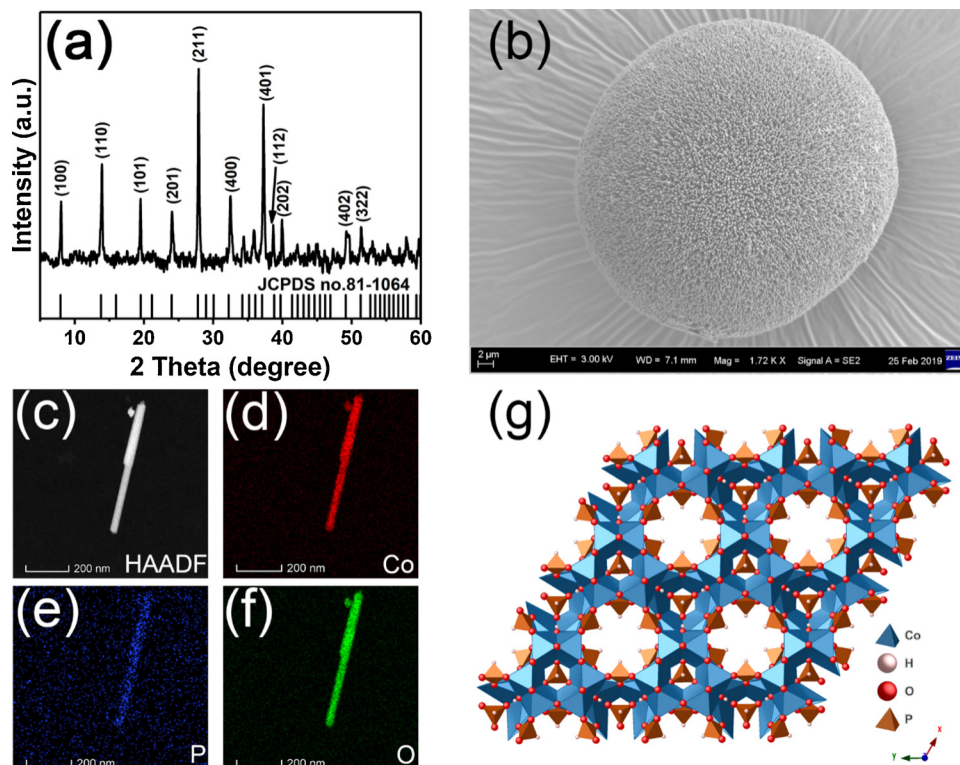 (a)
Intensity (a.u.)
(100)
(110)
(101)
(201)
(211)
(400)
(401)
(112)
(202)
(402)
(322)
JCPDS no.81-1064
10 20 30 40 50 60
2 Theta (degree)
(b)
2 µm
EHT = 3.00 kV WD = 7.1 mm Mag = 1.72 K X Signal A = SE2 25 Feb 2019 ZEISS
(c)
200 nm
HAADF
(d)
200 nm
Co
(e)
200 nm
P
(f)
200 nm
O
(g)
Co
H
O
P
x
y